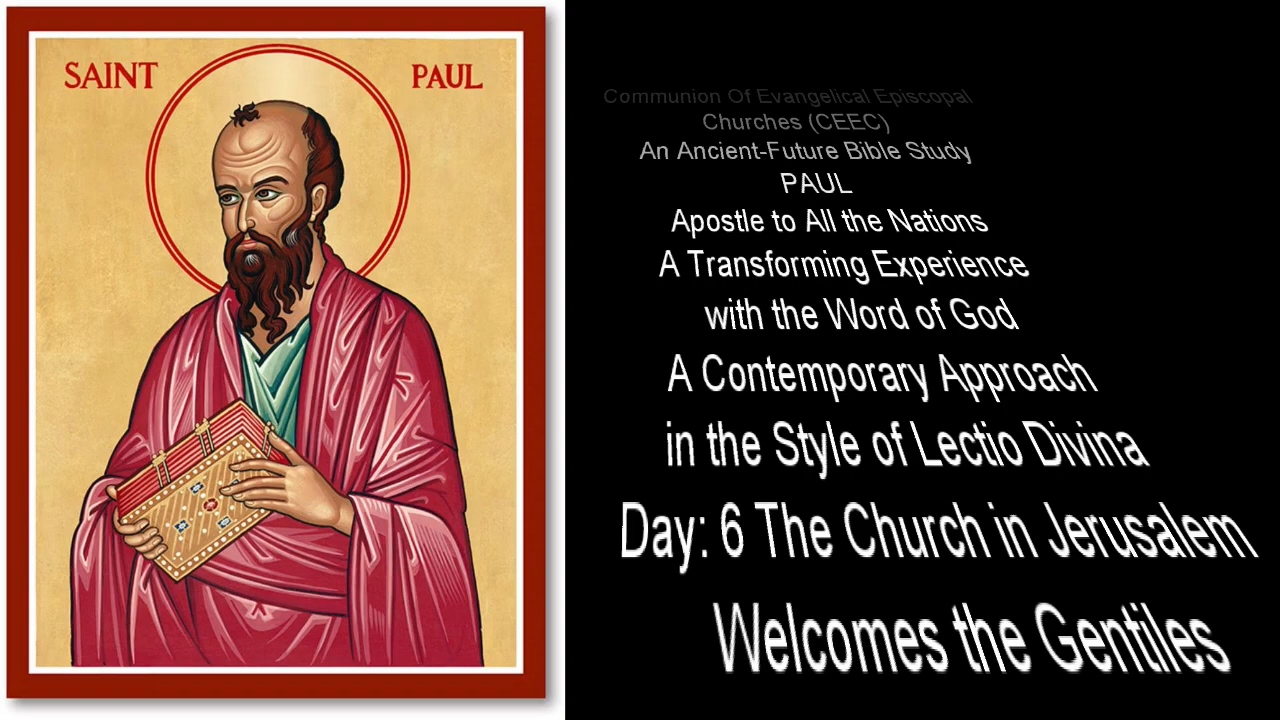 SAINT PAUL
Communion Of Evangelical Episcopal
Churches (CEEC)
An Ancient-Future Bible Study
PAUL
Apostle to All the Nations
A Transforming Experience
with the Word of God
A Contemporary Approach
in the Style of Lectio Divina
Day: 6 The Church in Jerusalem
Welcomes the Gentiles